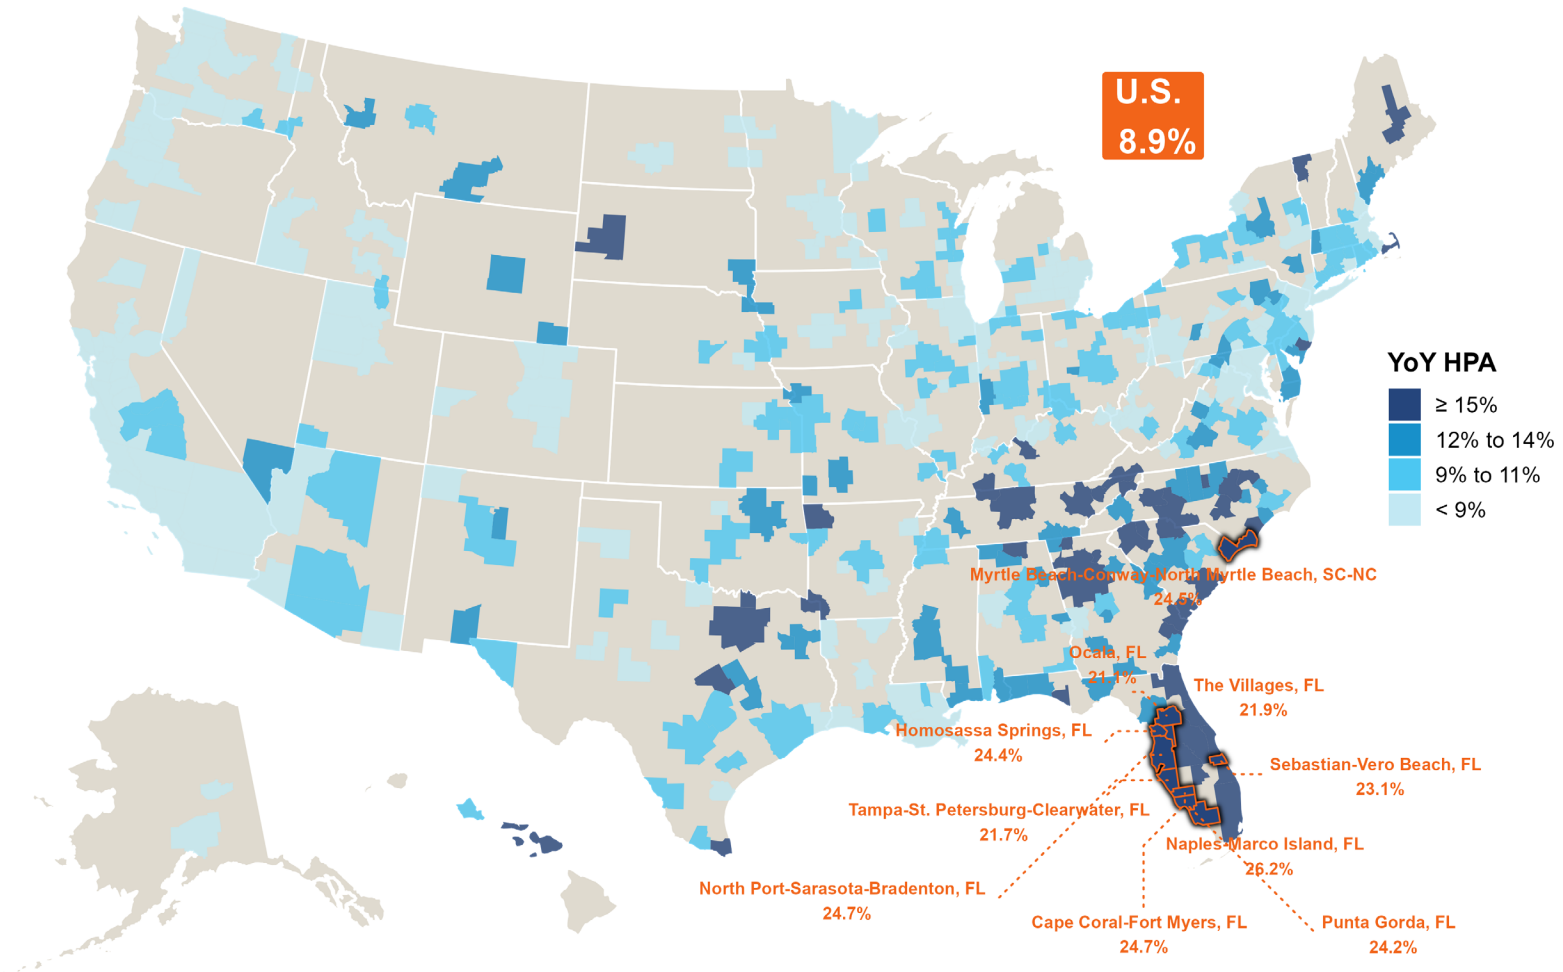 U.S.
8.9%
YoY HPA
≥ 15%
12% to 14%
9% to 11%
< 9%
Myrtle Beach-Conway-North Myrtle Beach, SC-NC
24.5%
Ocala, FL
21.1%
The Villages, FL
21.9%
Homosassa Springs, FL
24.4%
Sebastian-Vero Beach, FL
23.1%
Tampa-St. Petersburg-Clearwater, FL
21.7%
Naples-Marco Island, FL
26.2%
North Port-Sarasota-Bradenton, FL
24.7%
Cape Coral-Fort Myers, FL
24.7%
Punta Gorda, FL
24.2%